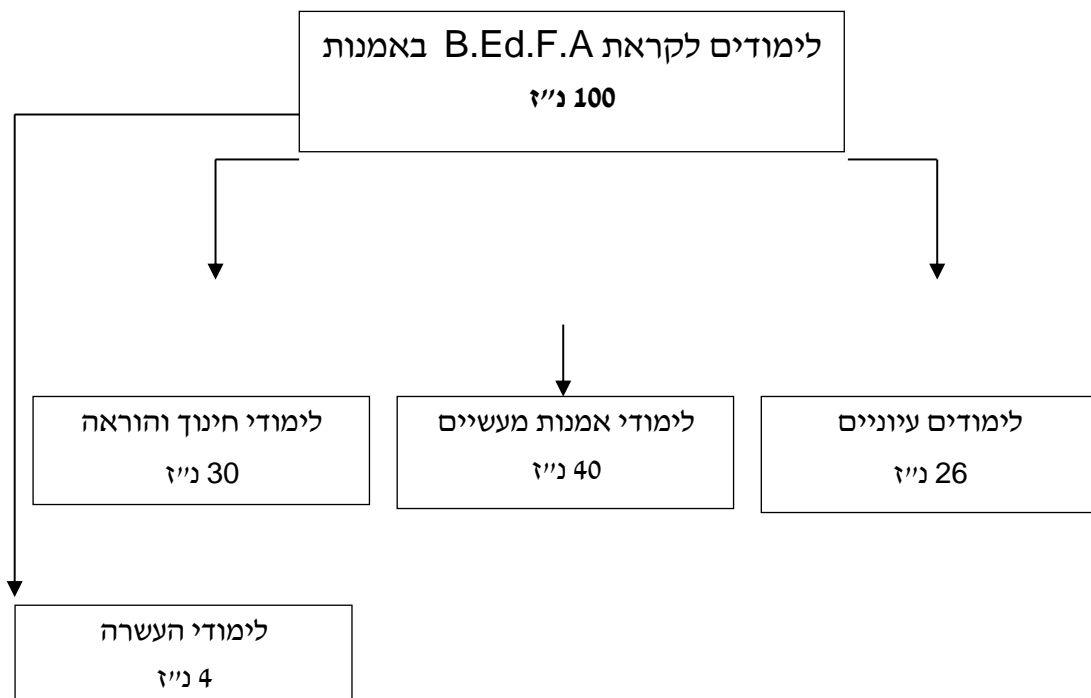 לימודים לקראת B.Ed.F.A באמנות
100 נ״ז
לימודים עיוניים
26 נ״ז
לימודי אמנות מעשיים
40 נ״ז
לימודי חינוך והוראה
30 נ״ז
לימודי העשרה
4 נ״ז